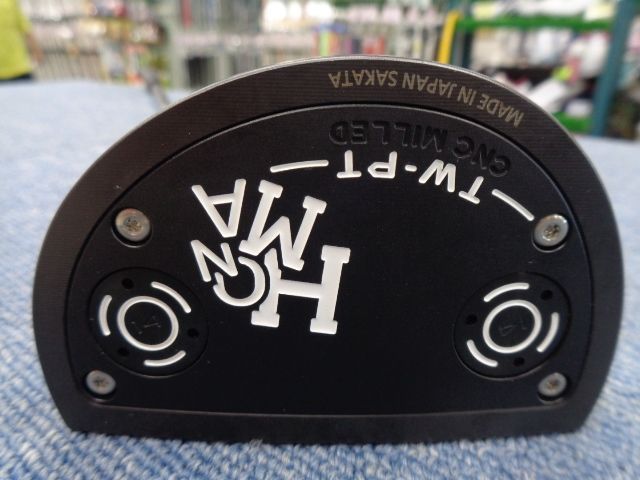 HONMA
TW-PT
CNC MILLED
MADE IN JAPAN SAKATA